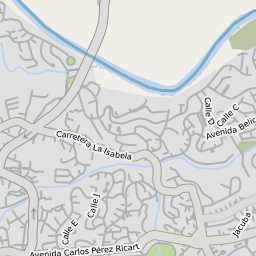 Calle D
Calle C
Avenida Belic
Carretera La Isabela
Calle J
Calle E
Jacuba
Avenida Carlos Pérez Ricart